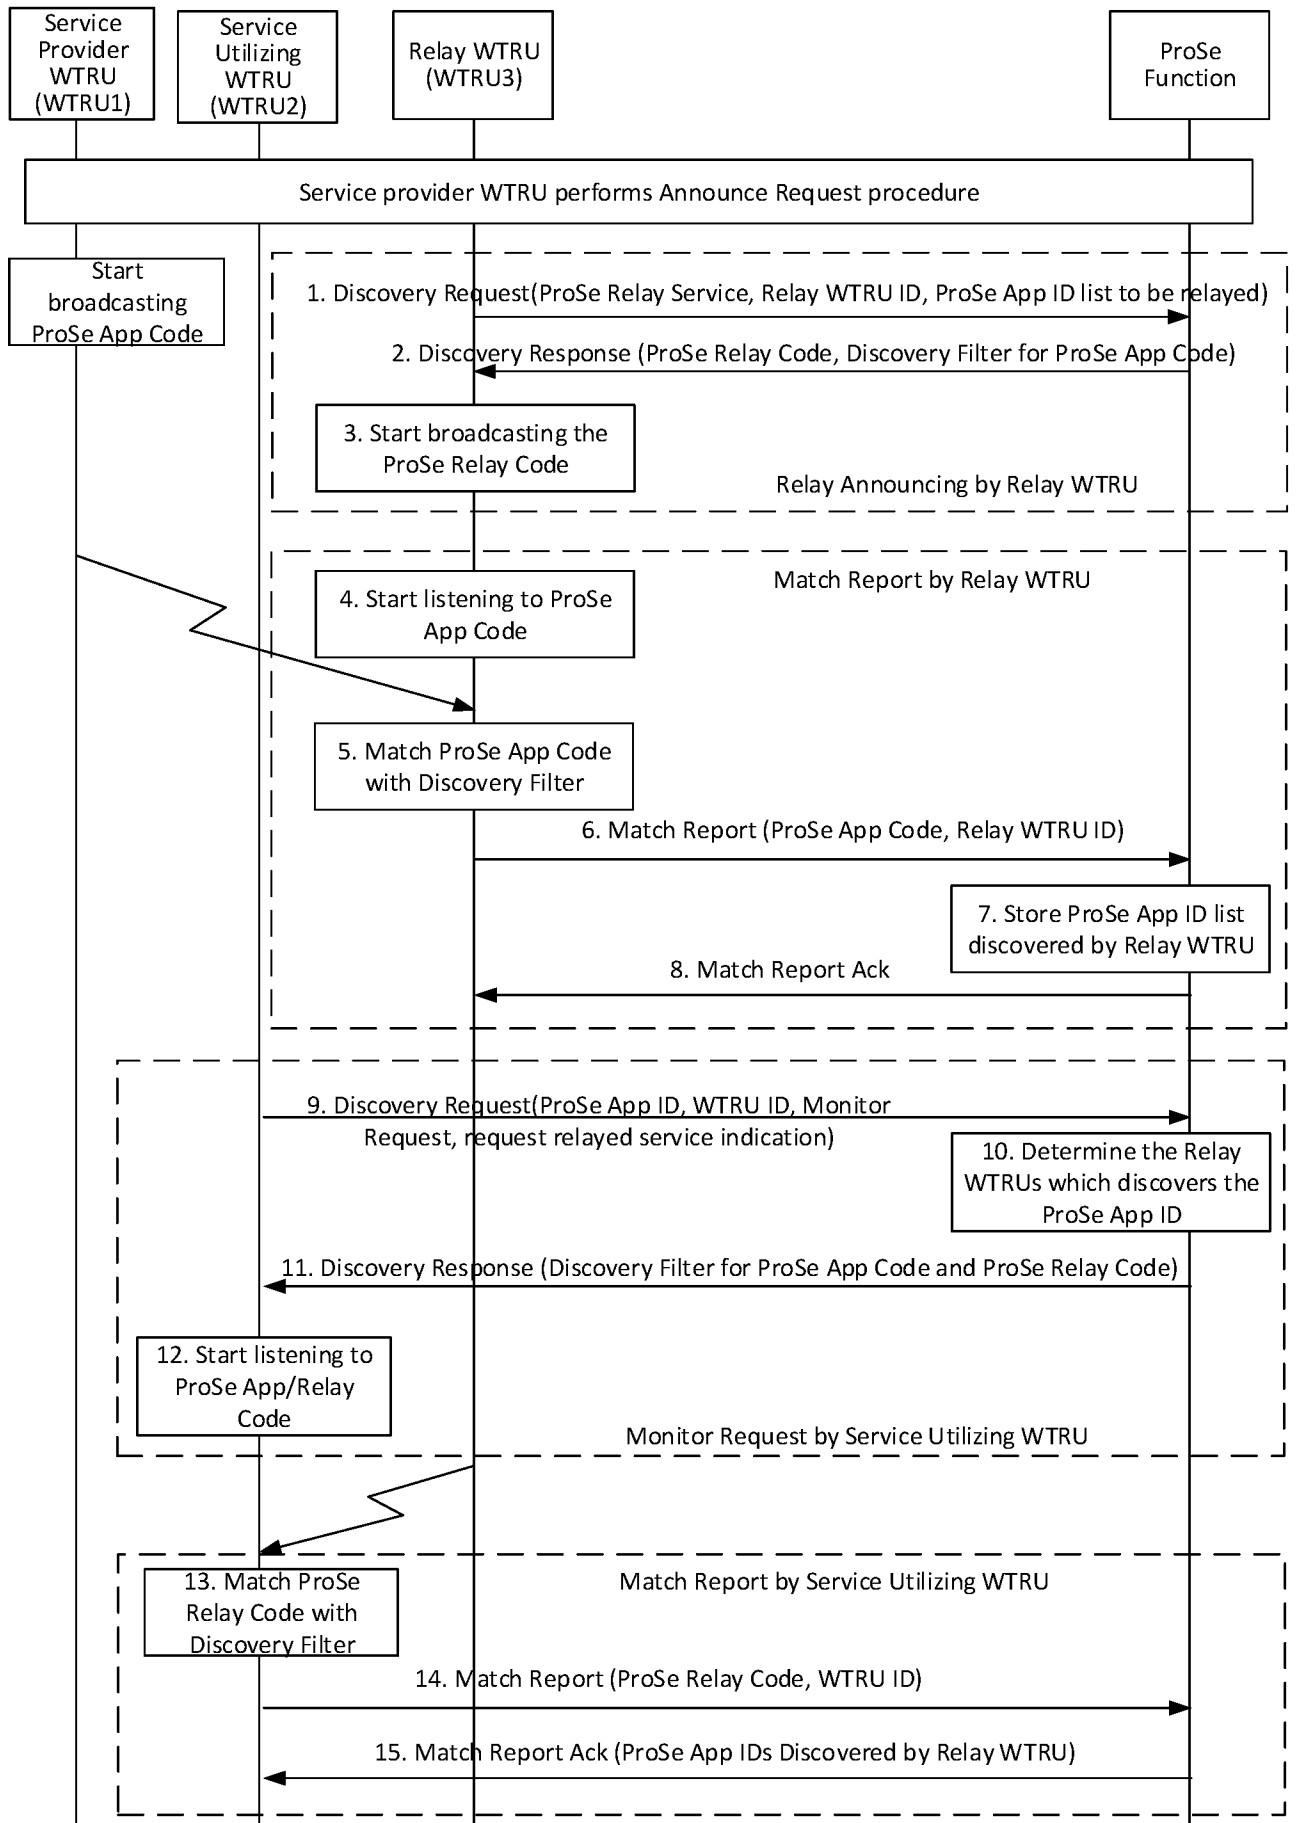 Service
Provider
WTRU
(WTRU1)
Service
Utilizing
WTRU
(WTRU2)
Relay WTRU
(WTRU3)
ProSe
Function
Service provider WTRU performs Announce Request procedure
Start
broadcasting
ProSe App Code
1. Discovery Request(ProSe Relay Service, Relay WTRU ID, ProSe App ID list to be relayed)
2. Discovery Response (ProSe Relay Code, Discovery Filter for ProSe App Code)
3. Start broadcasting the
ProSe Relay Code
Relay Announcing by Relay WTRU
Match Report by Relay WTRU
4. Start listening to ProSe
App Code
5. Match ProSe App Code
with Discovery Filter
6. Match Report (ProSe App Code, Relay WTRU ID)
7. Store ProSe App ID list
discovered by Relay WTRU
8. Match Report Ack
9. Discovery Request(ProSe App ID, WTRU ID, Monitor
Request, request relayed service indication)
10. Determine the Relay
WTRUs which discovers the
ProSe App ID
11. Discovery Response (Discovery Filter for ProSe App Code and ProSe Relay Code)
12. Start listening to
ProSe App/Relay
Code
Monitor Request by Service Utilizing WTRU
13. Match ProSe
Relay Code with
Discovery Filter
Match Report by Service Utilizing WTRU
14. Match Report (ProSe Relay Code, WTRU ID)
15. Match Report Ack (ProSe App IDs Discovered by Relay WTRU)